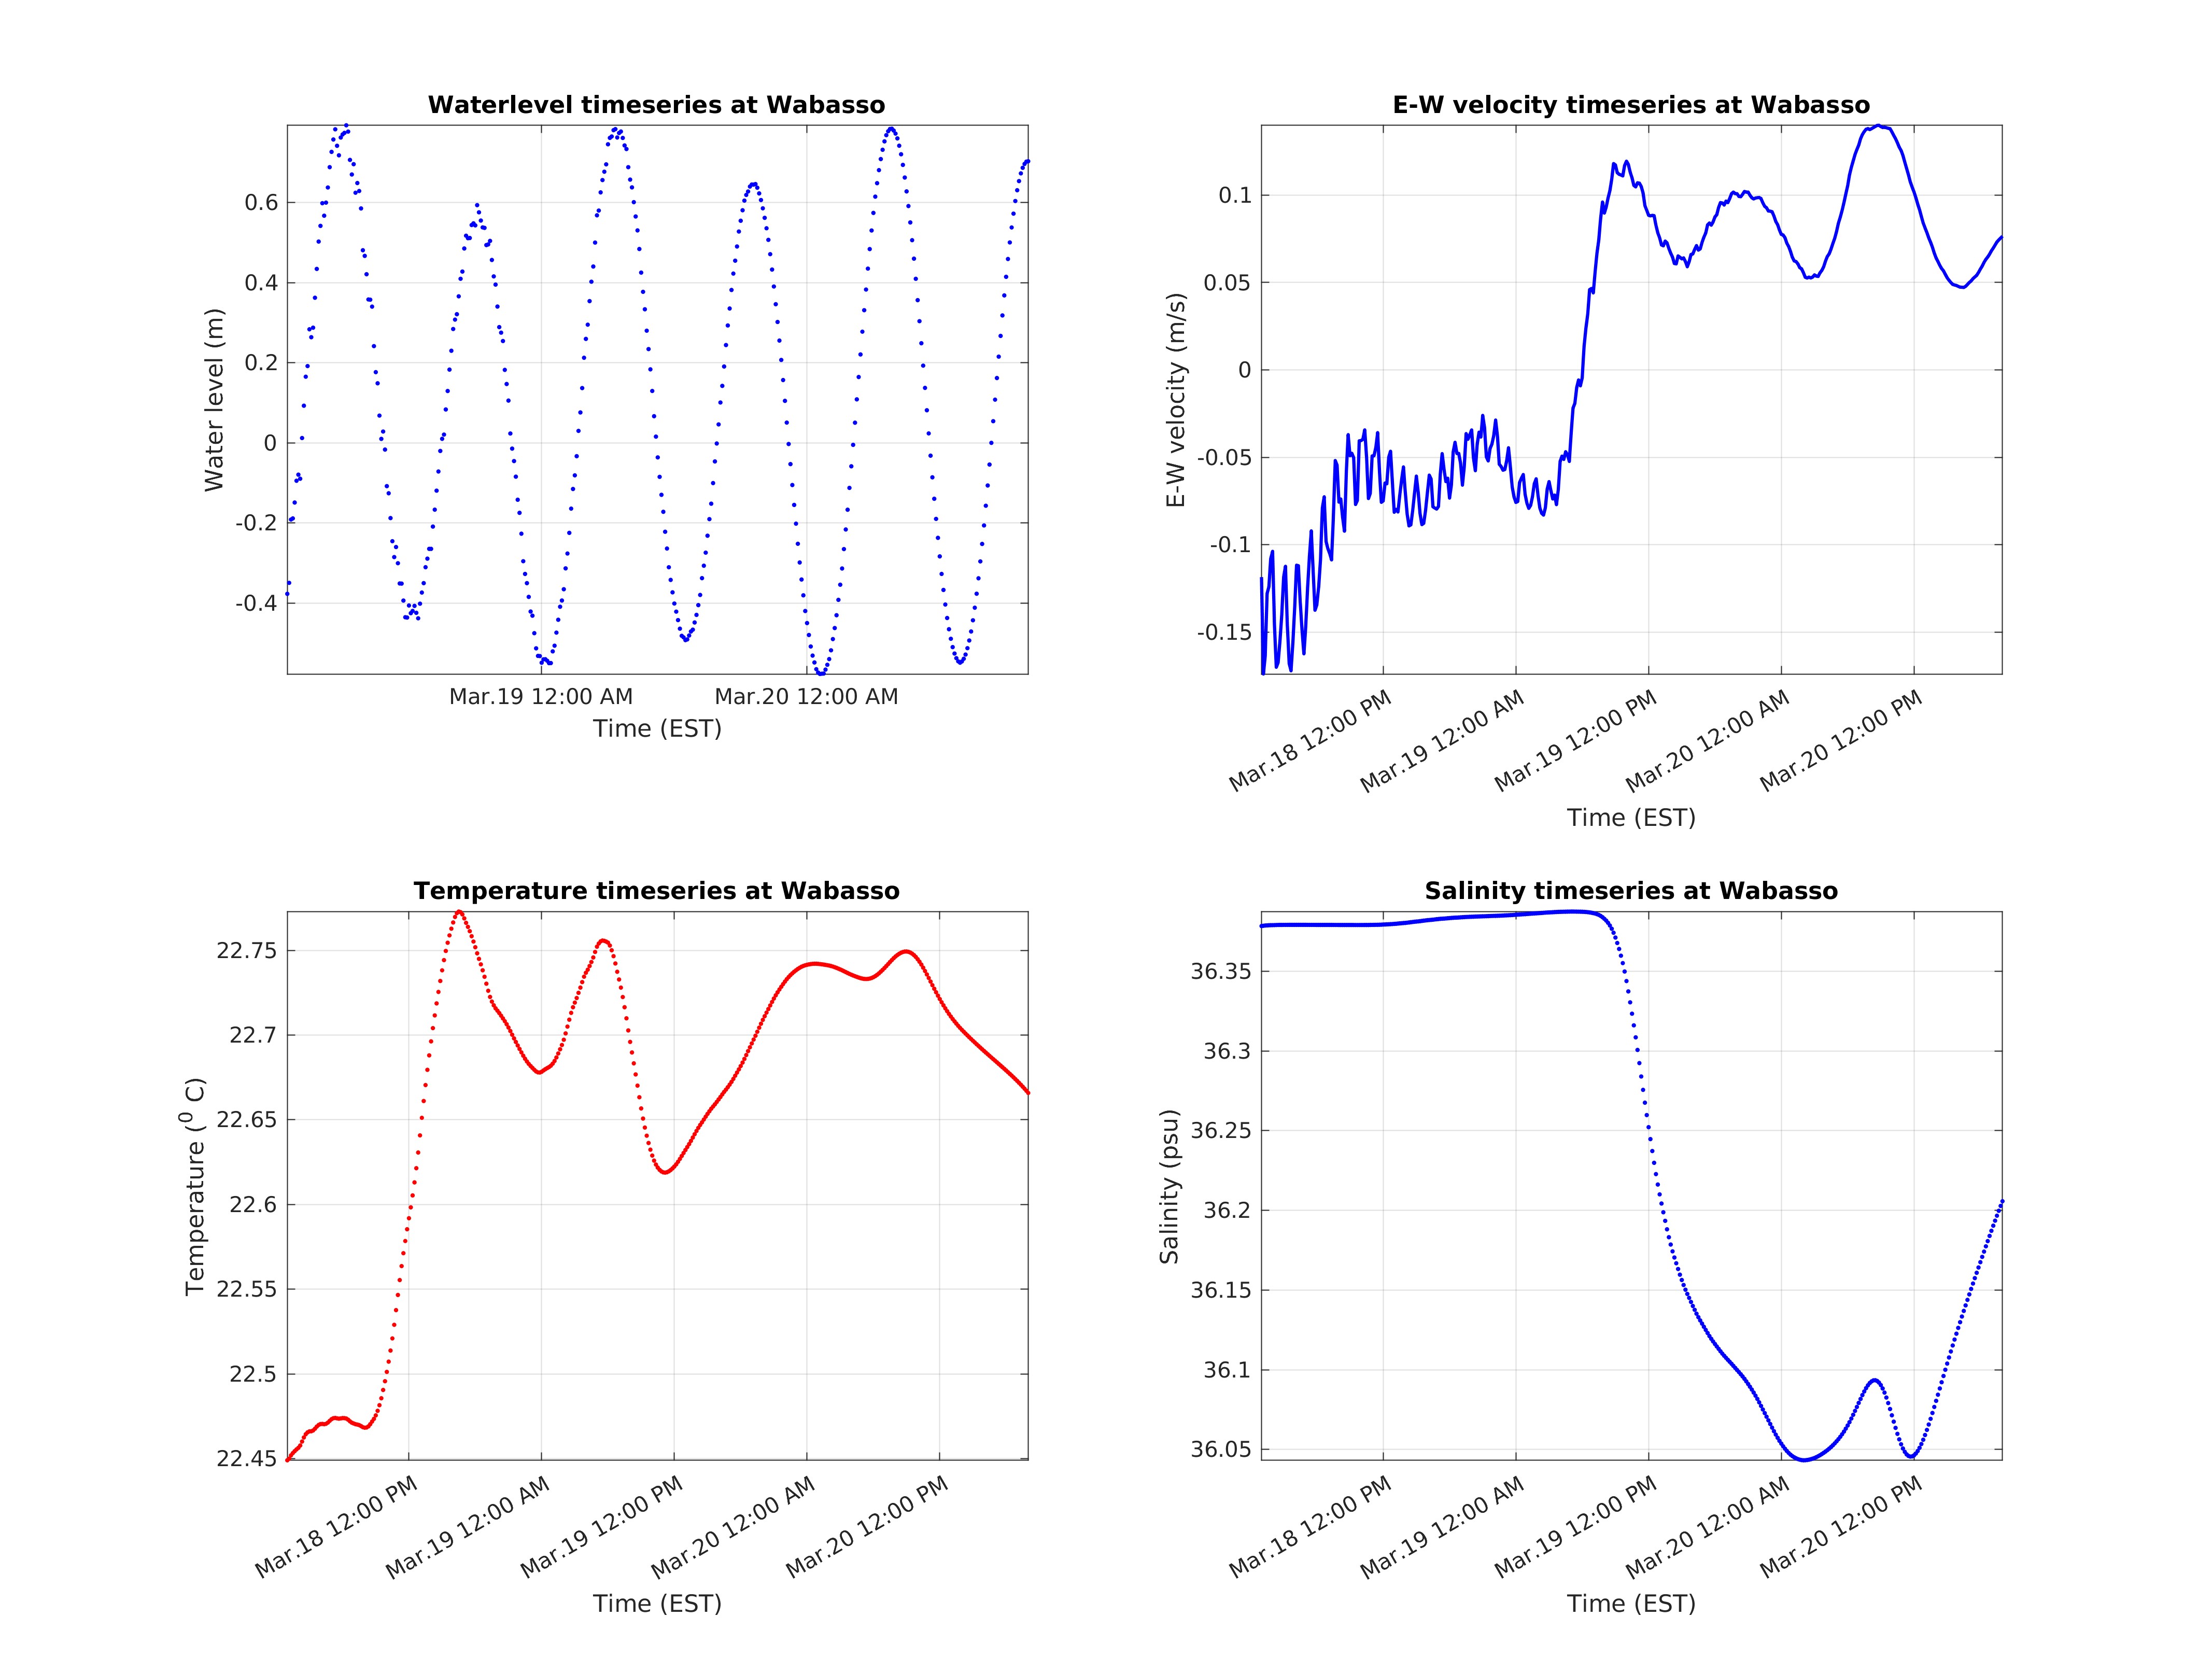 Waterlevel timeseries at Wabasso
0.6
0.4
0.2
0
-0.2
-0.4
Water level (m)
Mar.19 12:00 AM
Mar.20 12:00 AM
Time (EST)
E-W velocity timeseries at Wabasso
0.1
0.05
0
-0.05
-0.1
-0.15
E-W velocity (m/s)
Mar.18 12:00 PM
Mar.19 12:00 AM
Mar.19 12:00 PM
Mar.20 12:00 AM
Mar.20 12:00 PM
Time (EST)
Temperature timeseries at Wabasso
22.75
22.7
22.65
22.6
22.55
22.5
22.45
Temperature (⁰ C)
Mar.18 12:00 PM
Mar.19 12:00 AM
Mar.19 12:00 PM
Mar.20 12:00 AM
Mar.20 12:00 PM
Time (EST)
Salinity timeseries at Wabasso
36.35
36.3
36.25
36.2
36.15
36.1
36.05
Salinity (psu)
Mar.18 12:00 PM
Mar.19 12:00 AM
Mar.19 12:00 PM
Mar.20 12:00 AM
Mar.20 12:00 PM
Time (EST)